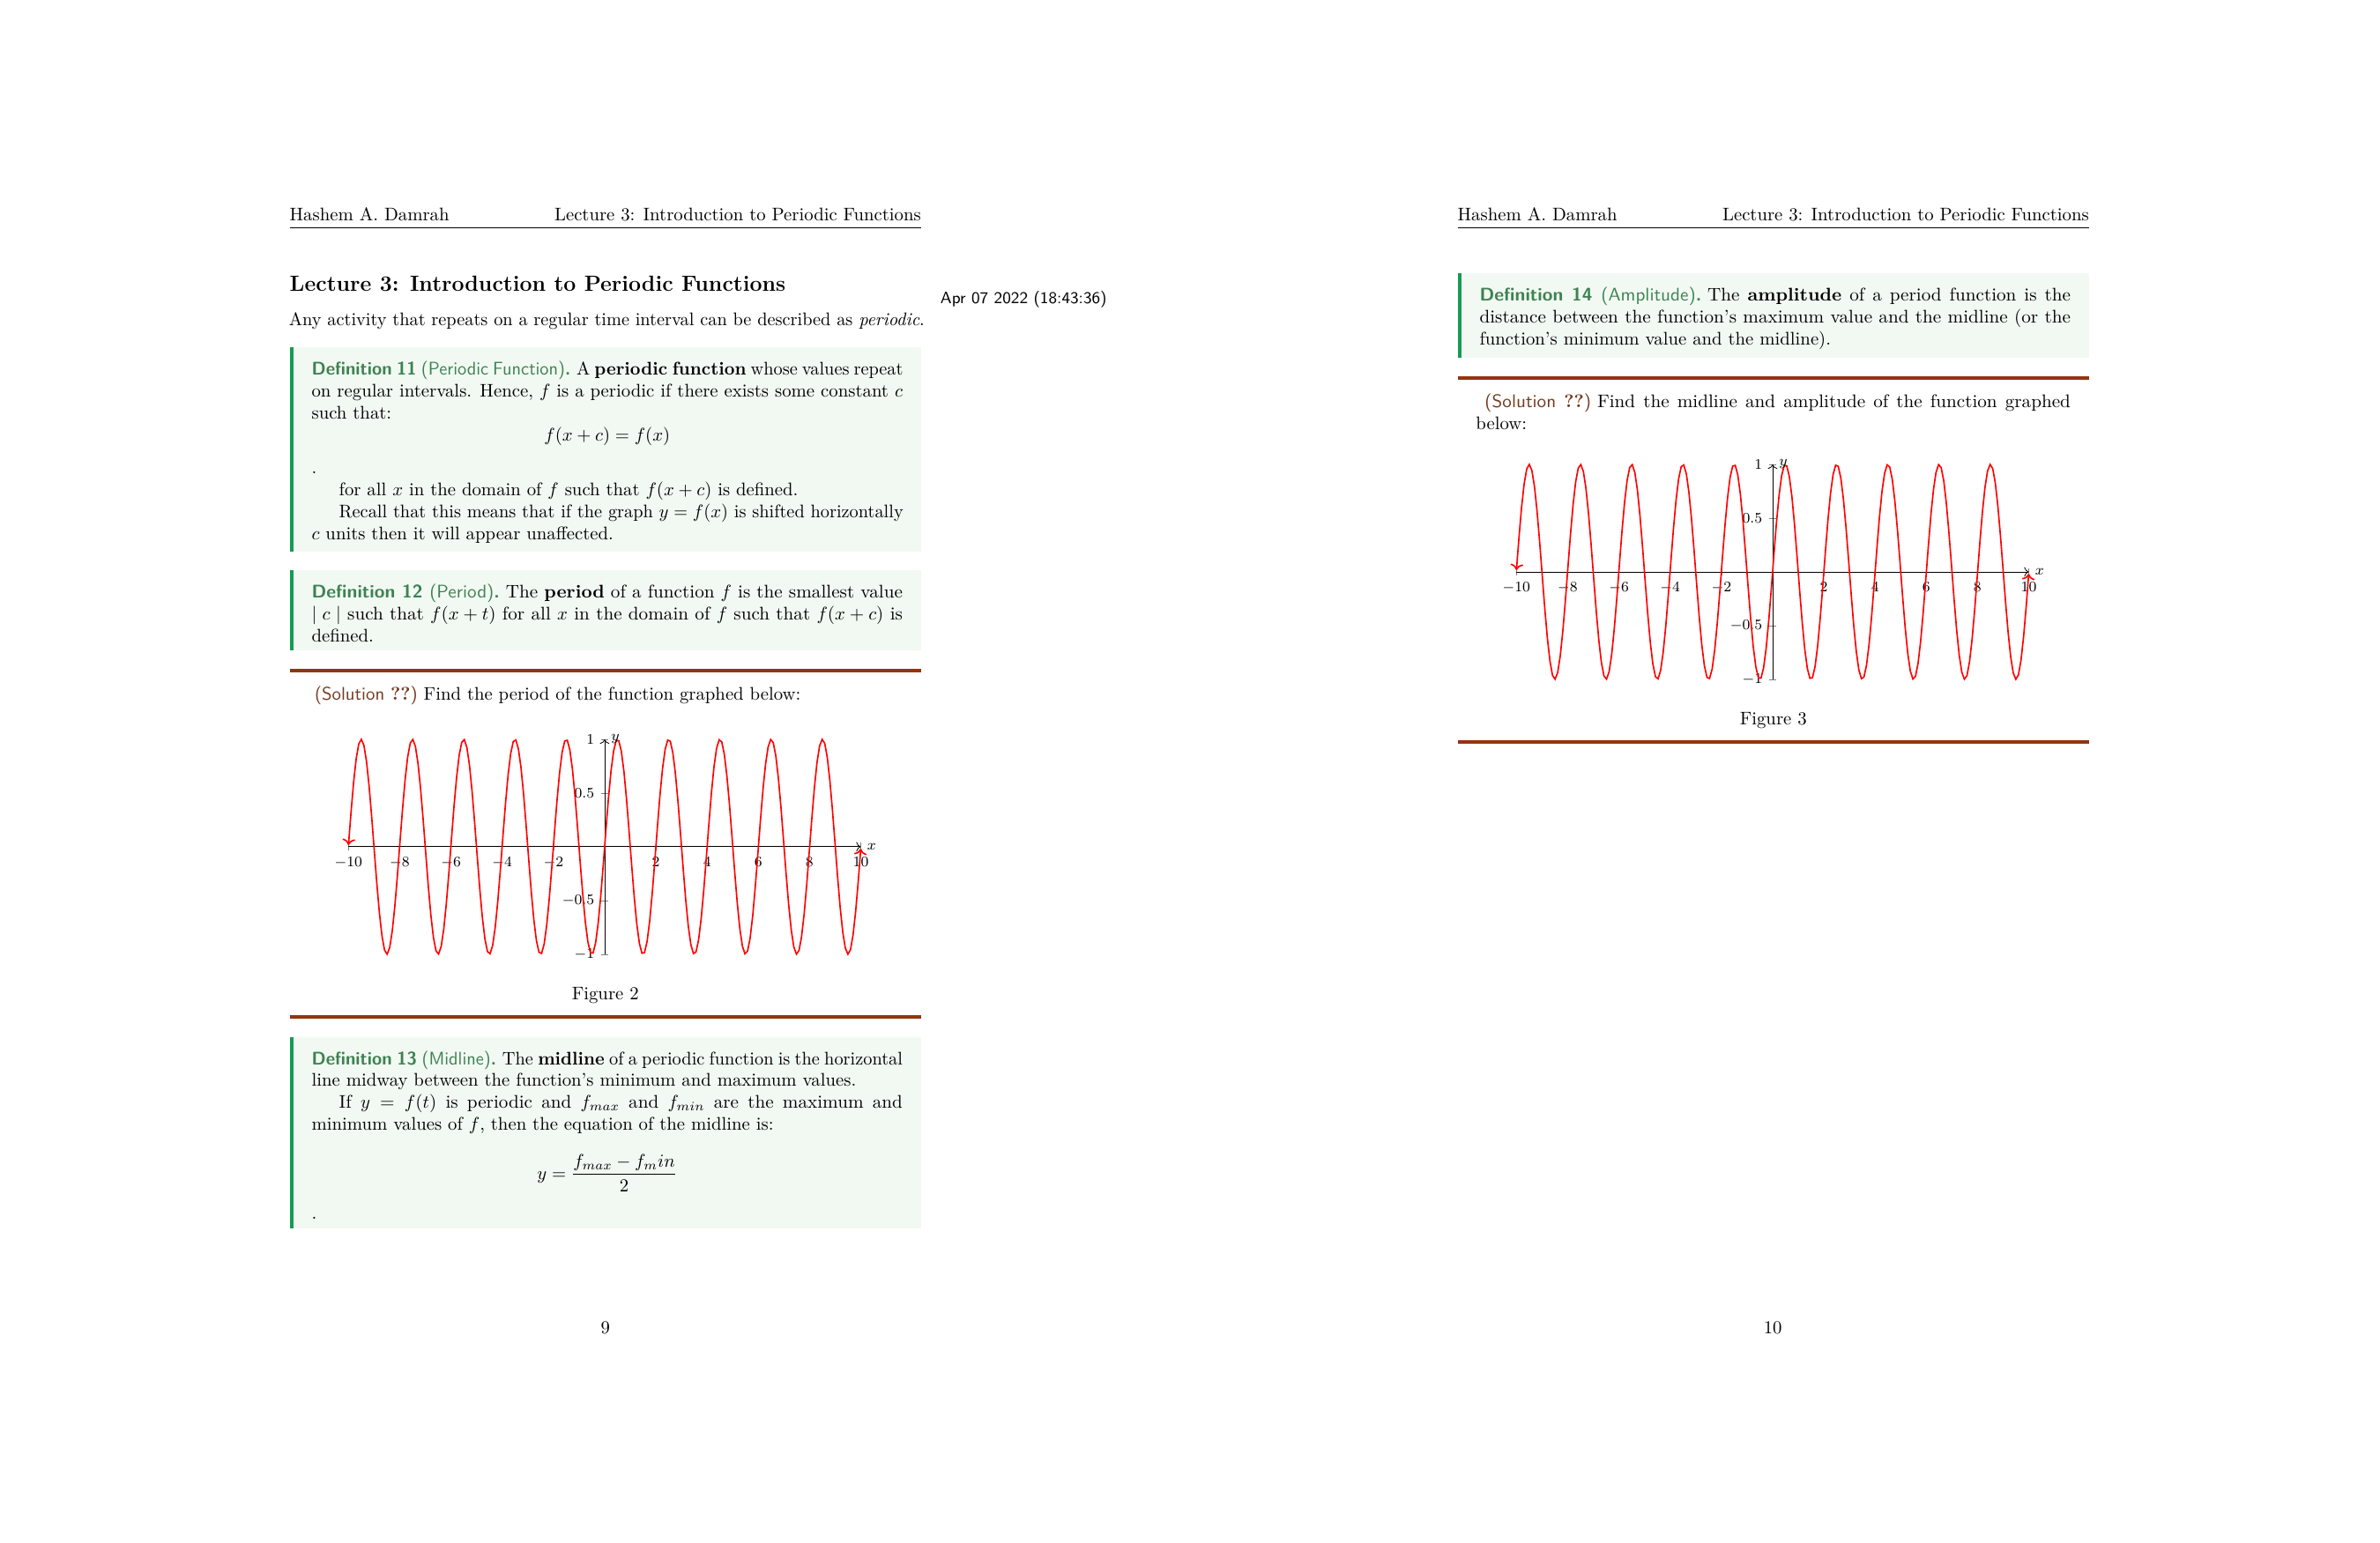 Hashem A. Damrah Lecture 3: Introduction to Periodic Functions
Lecture 3: Introduction to Periodic Functions
Apr 07 2022 (18:43:36)
Any activity that repeats on a regular time interval can be described as periodic.
Definition 11 (Periodic Function). A periodic function whose values repeat
on regular intervals. Hence, f is a periodic if there exists some constant c
such that:
f(x + c) = f(x)
.
for all x in the domain of f such that f(x + c) is defined.
Recall that this means that if the graph y = f(x) is shifted horizontally
c units then it will appear unaffected.
Definition 12 (Period). The period of a function f is the smallest value
| c | such that f(x + t) for all x in the domain of f such that f(x + c) is
defined.
(Solution ??) Find the period of the function graphed below:
1 y
0.5
x
−10 −8 −6 −4 −2 2 4 6 8 10
−0.5
−1
Figure 2
Definition 13 (Midline). The midline of a periodic function is the horizontal
line midway between the function's minimum and maximum values.
If y = f(t) is periodic and f_max and f_min are the maximum and
minimum values of f, then the equation of the midline is:
y = (f_max − f_m in) / 2
.
9
Hashem A. Damrah Lecture 3: Introduction to Periodic Functions
Definition 14 (Amplitude). The amplitude of a period function is the
distance between the function's maximum value and the midline (or the
function's minimum value and the midline).
(Solution ??) Find the midline and amplitude of the function graphed
below:
1 y
0.5
x
−10 −8 −6 −4 −2 2 4 6 8 10
−0.5
−1
Figure 3
10